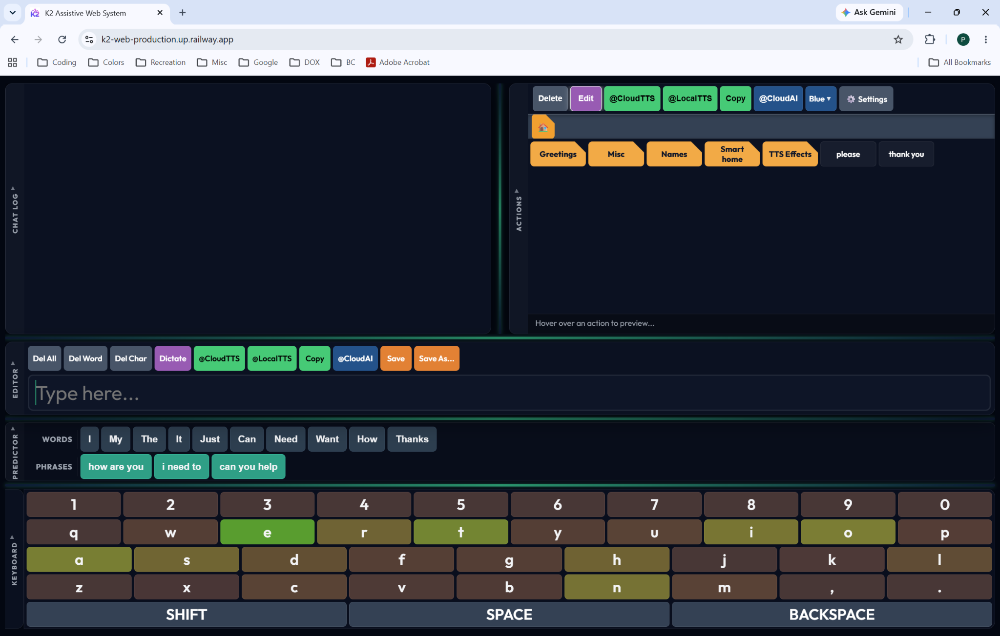 K2 Assistive Web System
Ask Gemini
k2-web-production.up.railway.app
P
Coding Colors Recreation Misc Google DOX BC Adobe Acrobat All Bookmarks
CHAT LOG
ACTIONS
Delete Edit @CloudTTS @LocalTTS Copy @CloudAI Blue ▾ Settings
Greetings Misc Names Smart home TTS Effects please thank you
Hover over an action to preview...
EDITOR
Del All Del Word Del Char Dictate @CloudTTS @LocalTTS Copy @CloudAI Save Save As...
Type here...
PREDICTOR
WORDS I My The It Just Can Need Want How Thanks
PHRASES how are you i need to can you help
KEYBOARD
1 2 3 4 5 6 7 8 9 0
q w e r t y u i o p
a s d f g h j k l
z x c v b n m , .
SHIFT SPACE BACKSPACE